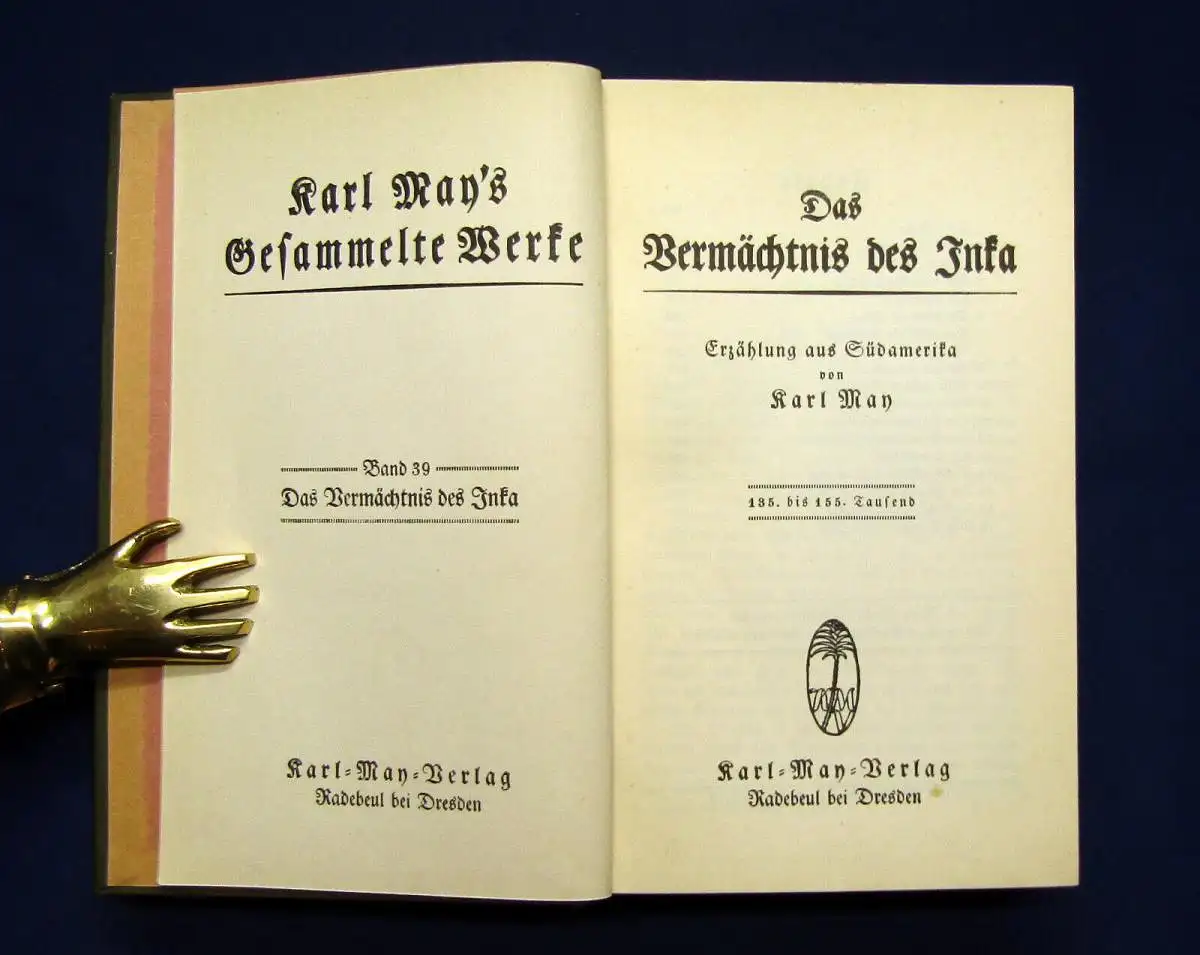 Karl May's
Gesammelte Werke
Band 39
Das Vermächtnis des Inka
Karl-May-Verlag
Radebeul bei Dresden
Das
Vermächtnis des Inka
Erzählung aus Südamerika
von
Karl May
135. bis 155. Tausend
Karl-May-Verlag
Radebeul bei Dresden